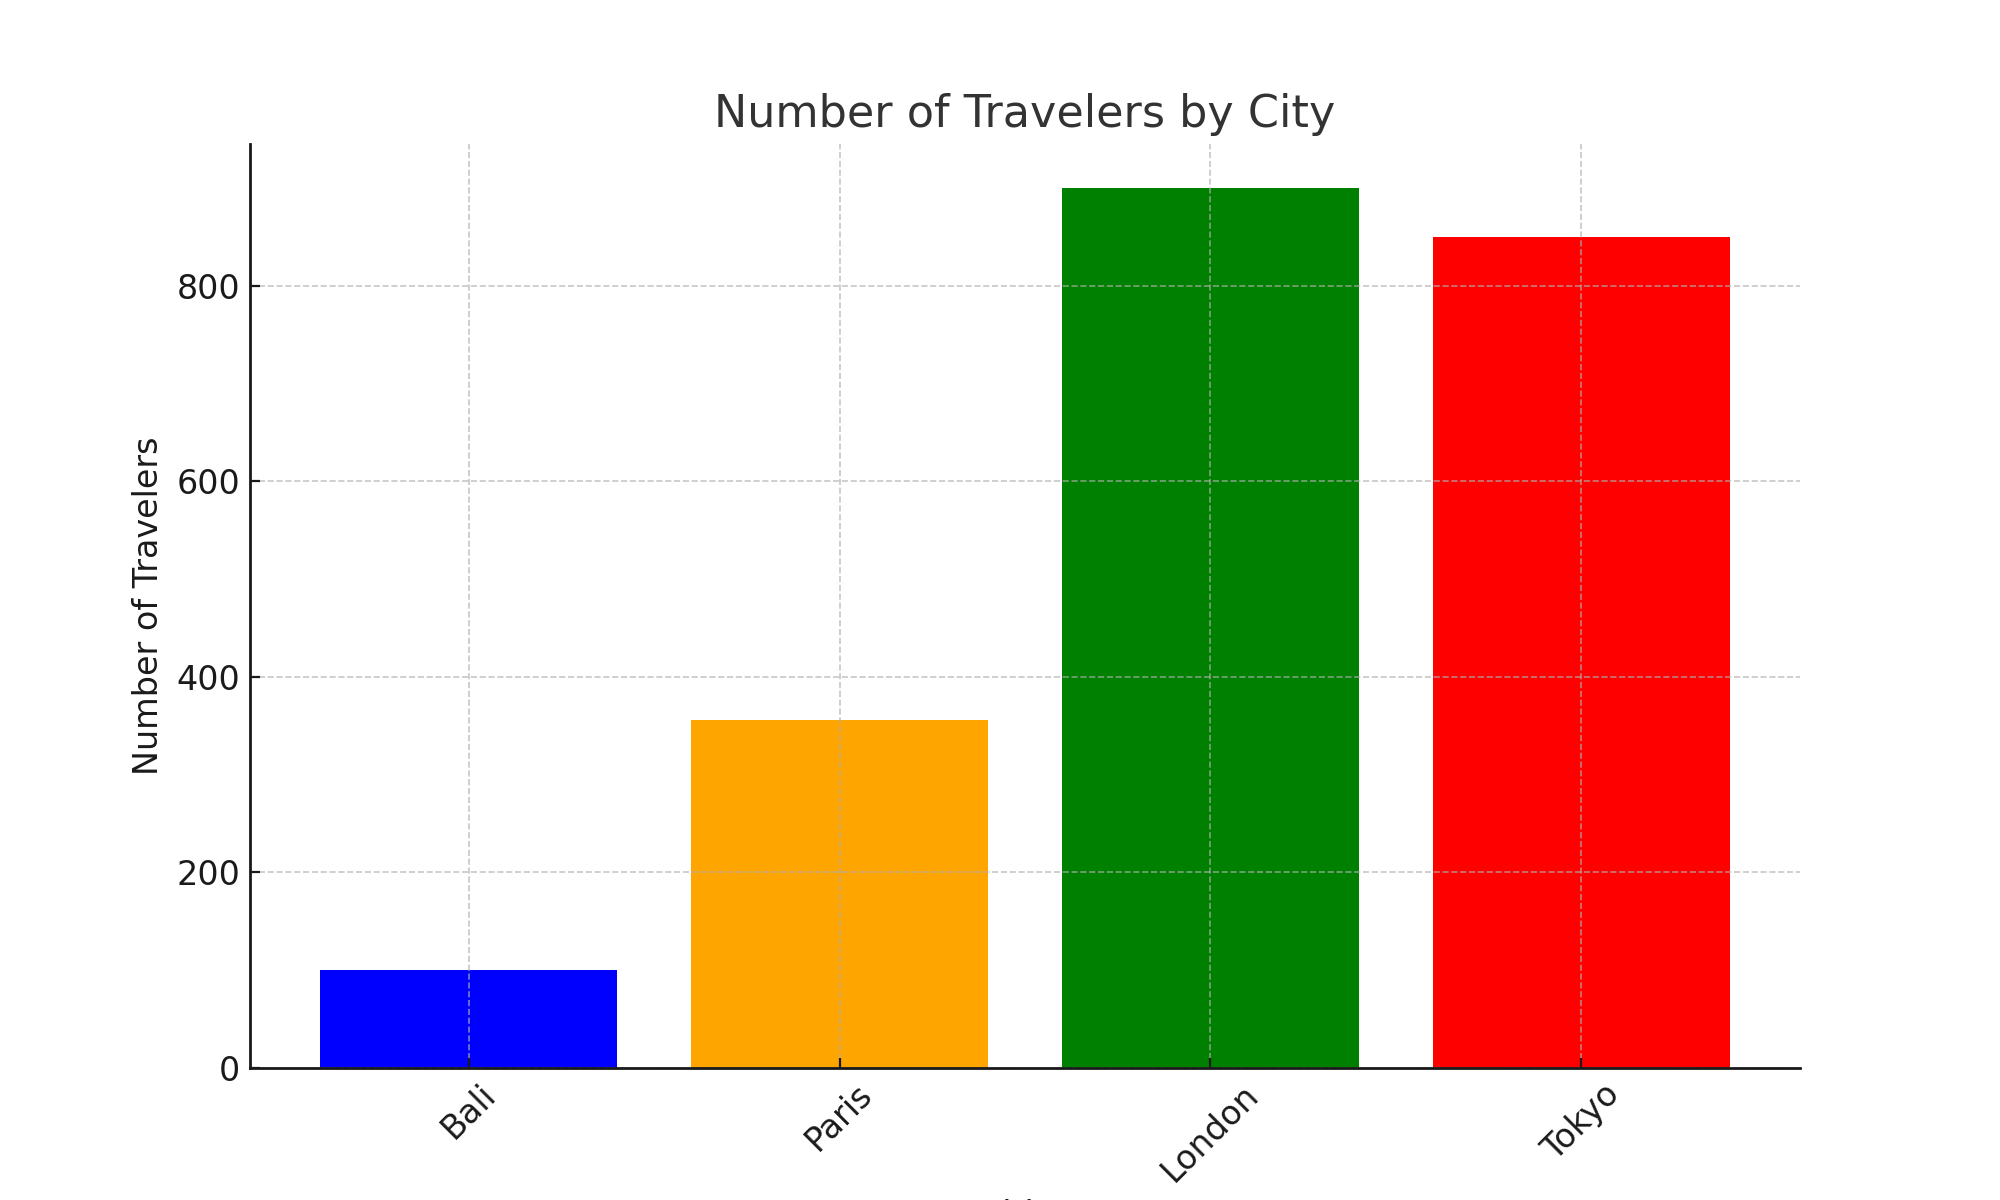 Number of Travelers by City
Number of Travelers
800
600
400
200
0
Bali
Paris
London
Tokyo